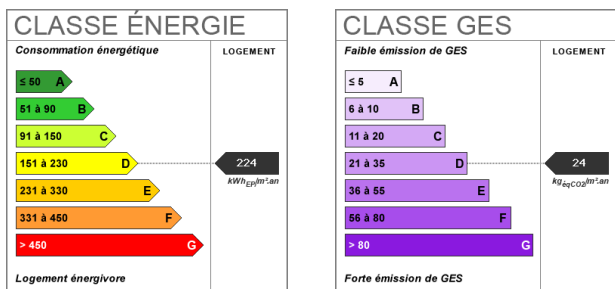 CLASSE ÉNERGIE
Consommation énergétique
LOGEMENT
≤ 50 A
51 à 90 B
91 à 150 C
151 à 230 D
224
kWhEP/m².an
231 à 330 E
331 à 450 F
> 450 G
Logement énergivore
CLASSE GES
Faible émission de GES
LOGEMENT
≤ 5 A
6 à 10 B
11 à 20 C
21 à 35 D
24
kgéqCO2/m².an
36 à 55 E
56 à 80 F
> 80 G
Forte émission de GES